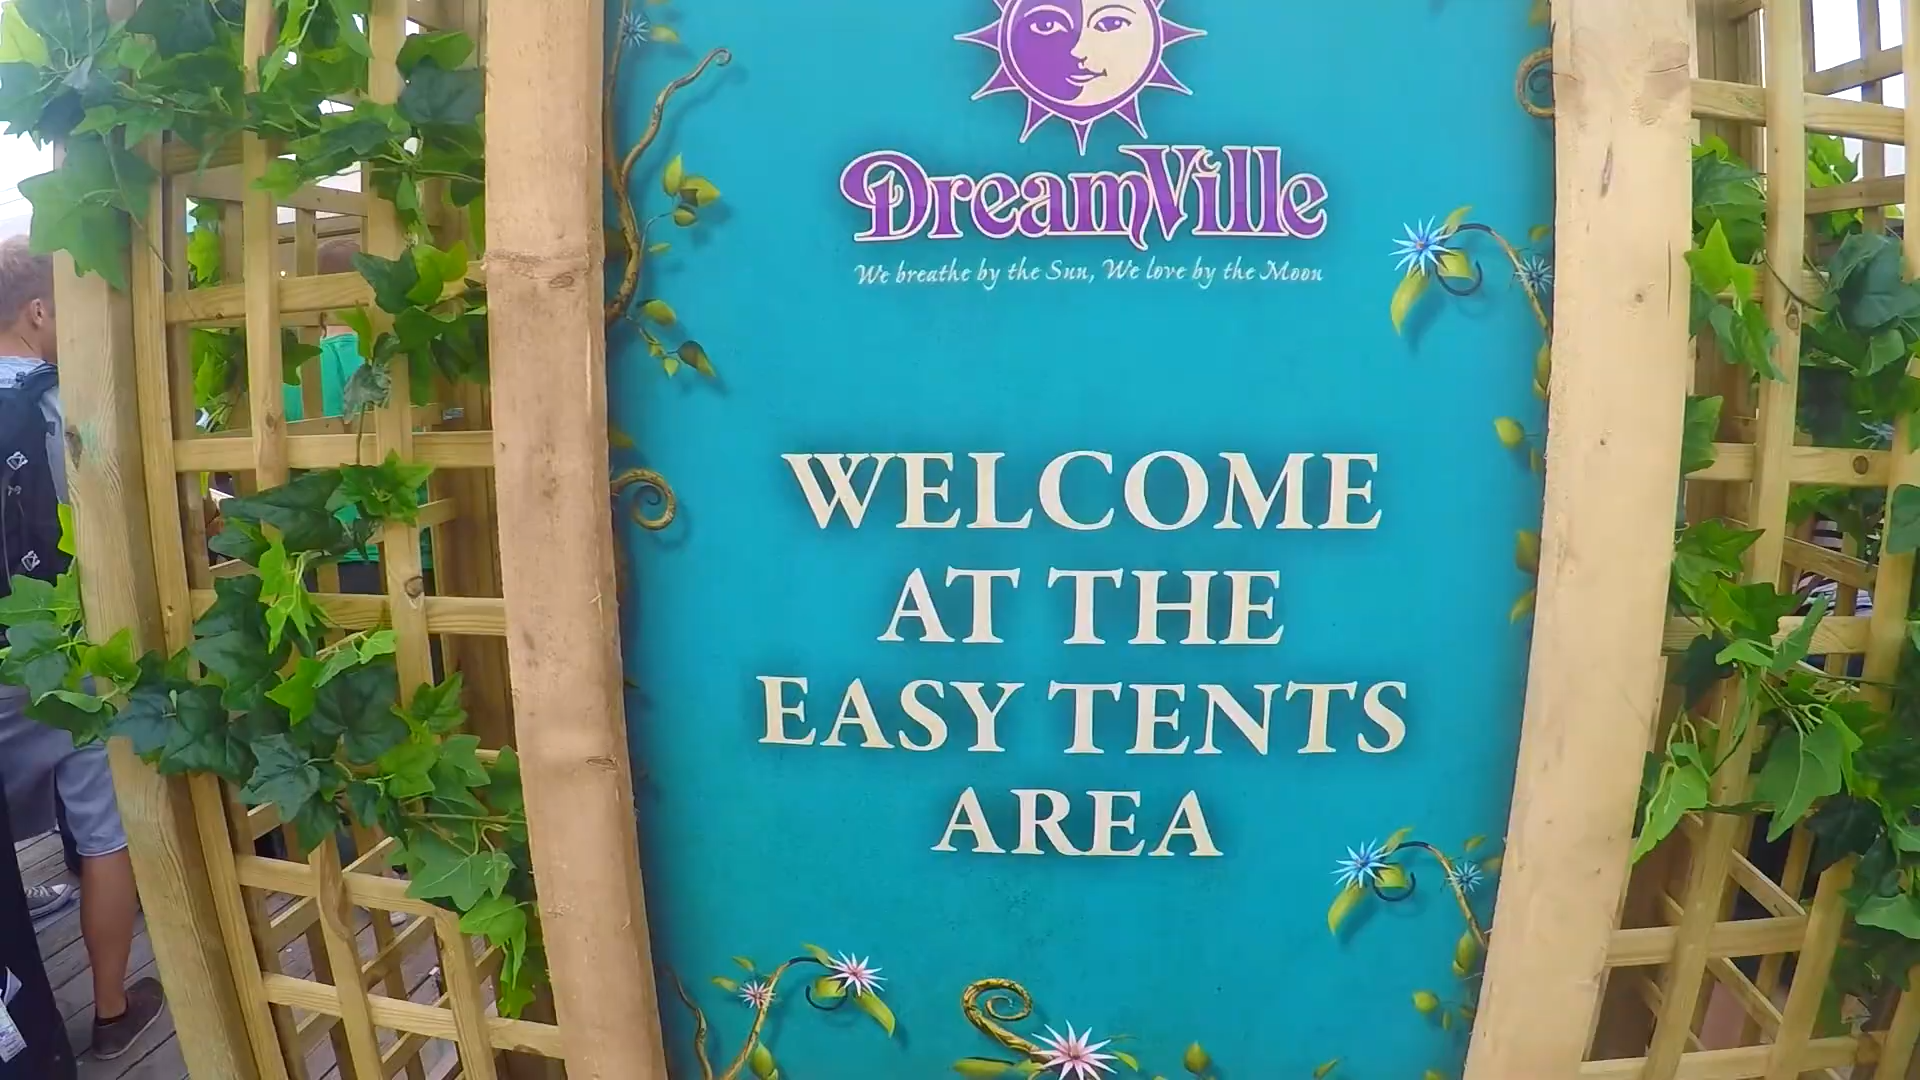 DreamVille
We breathe by the Sun, We love by the Moon
WELCOME
AT THE
EASY TENTS
AREA